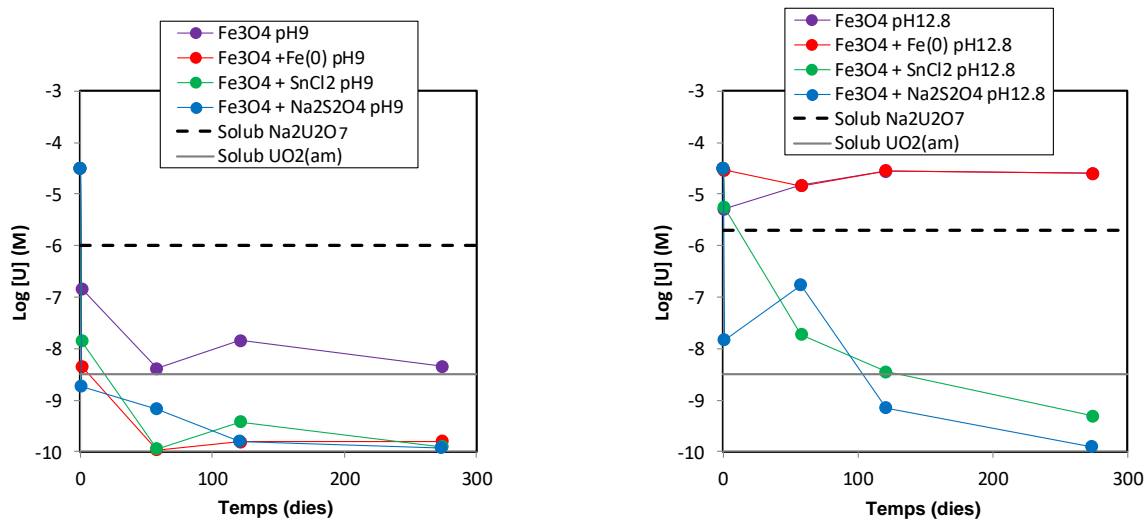 Fe3O4 pH9
Fe3O4 +Fe(0) pH9
Fe3O4 + SnCl2 pH9
Fe3O4 + Na2S2O4 pH9
Solub Na2U2O7
Solub UO2(am)
-3
-4
-5
-6
-7
-8
-9
-10
Log [U] (M)
0
100
200
300
Temps (dies)
Fe3O4 pH12.8
Fe3O4 + Fe(0) pH12.8
Fe3O4 + SnCl2 pH12.8
Fe3O4 + Na2S2O4 pH12.8
Solub Na2U2O7
Solub UO2(am)
-3
-4
-5
-6
-7
-8
-9
-10
Log [U] (M)
0
100
200
300
Temps (dies)